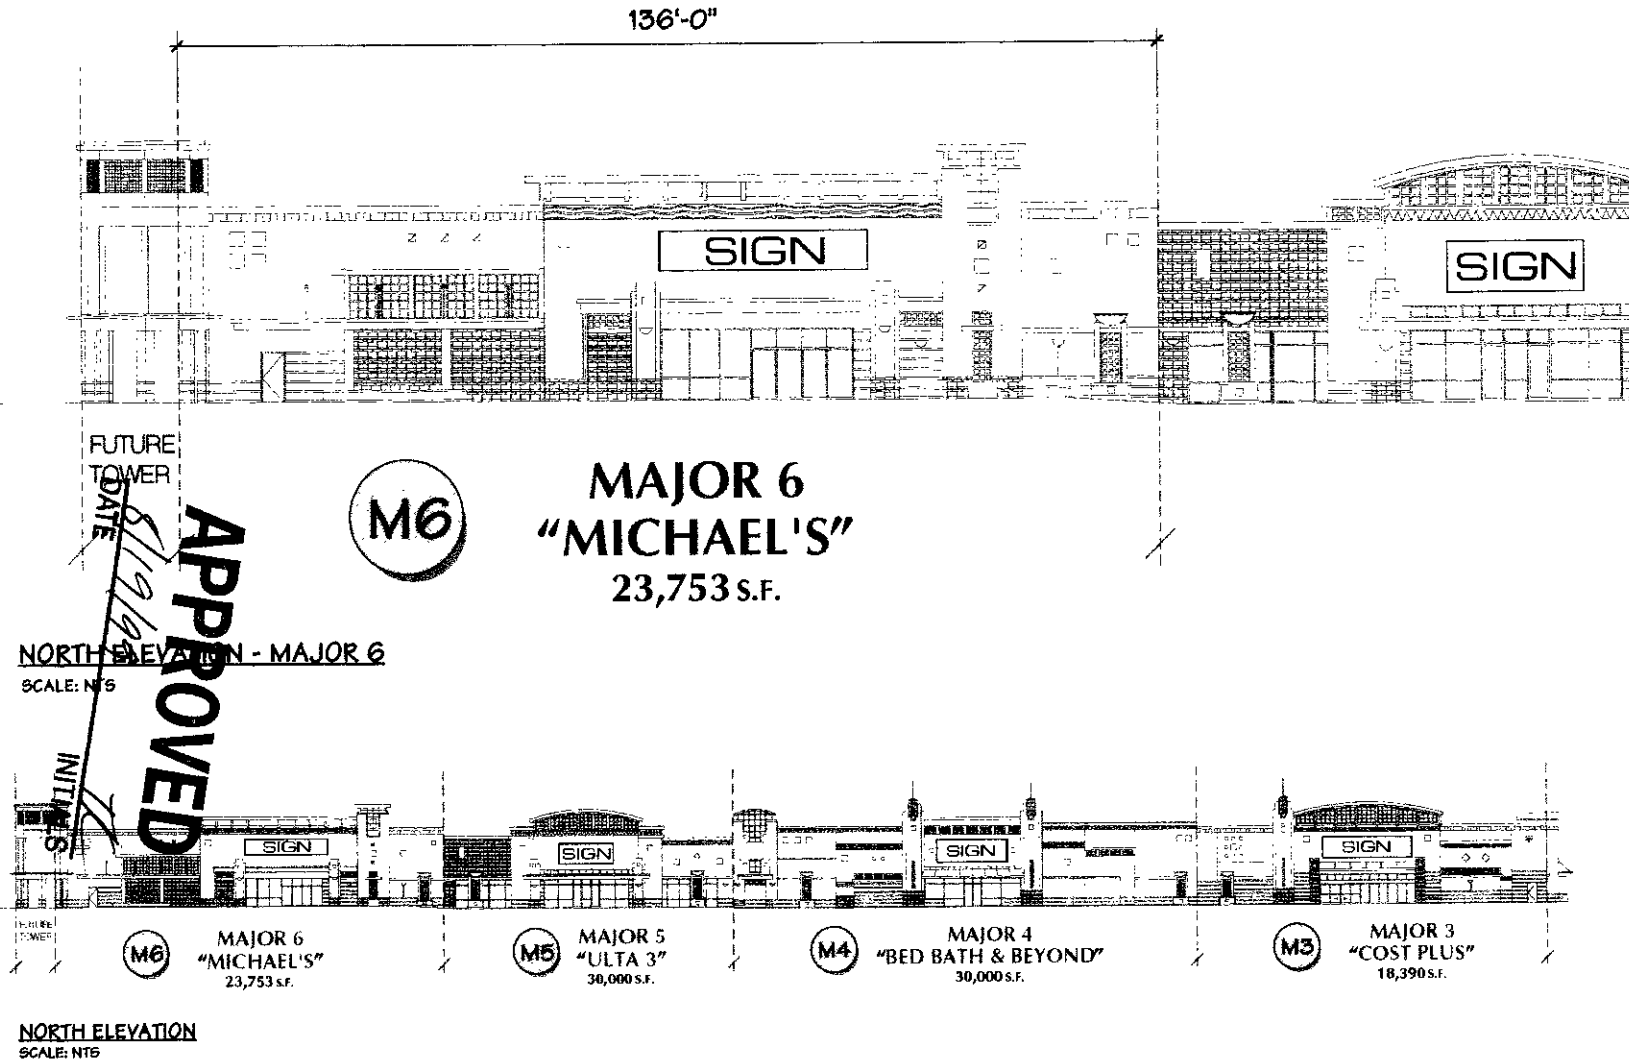 136'-0"
SIGN
SIGN
FUTURE
TOWER
M6
MAJOR 6
"MICHAEL'S"
23,753 S.F.
APPROVED
DATE
INITIALS
NORTH ELEVATION - MAJOR 6
SCALE: NTS
SIGN
SIGN
SIGN
SIGN
FUTURE
TOWER
M6
MAJOR 6
"MICHAEL'S"
23,753 S.F.
M5
MAJOR 5
"ULTA 3"
30,000 S.F.
M4
MAJOR 4
"BED BATH & BEYOND"
30,000 S.F.
M3
MAJOR 3
"COST PLUS"
18,390 S.F.
NORTH ELEVATION
SCALE: NTS